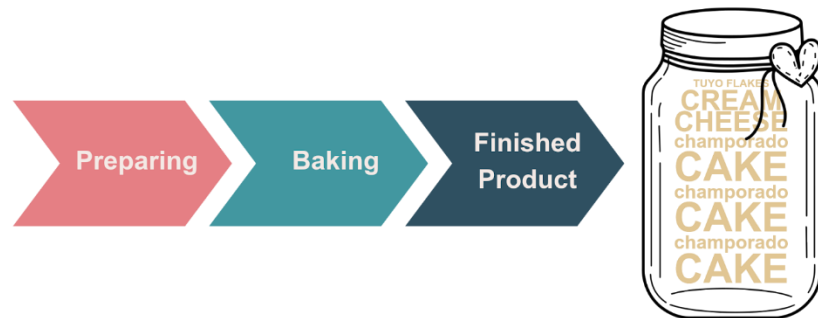 Preparing
Baking
Finished
Product
TUYO FLAKES
CREAM
CHEESE
champorado
CAKE
champorado
CAKE
champorado
CAKE